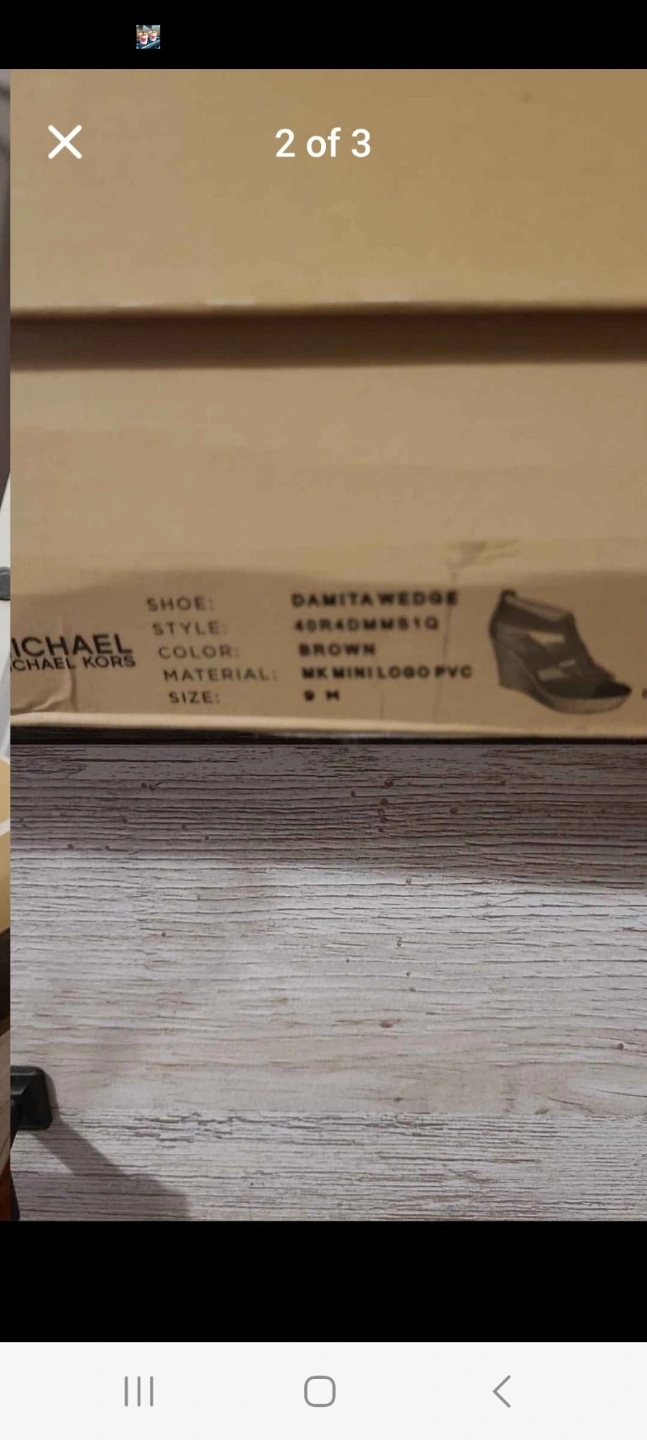 2 of 3
SHOE: DAMITA WEDGE
STYLE: 40R4DMMS1Q
COLOR: BROWN
MATERIAL: MK MINI LOGO PVC
SIZE: 9 M
ICHAEL
CHAEL KORS